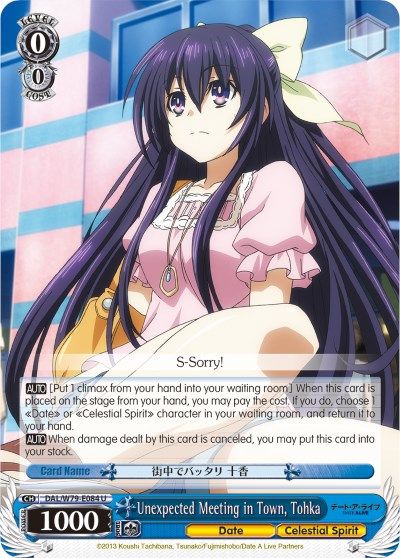 LEVEL
0
0
COST
S-Sorry!
AUTO [Put 1 climax from your hand into your waiting room] When this card is
placed on the stage from your hand, you may pay the cost. If you do, choose 1
«Date» or «Celestial Spirit» character in your waiting room, and return it to
your hand.
AUTO When damage dealt by this card is canceled, you may put this card into
your stock.
Card Name 街中でバッタリ 十香
CH DAL/W79-E084 U
Unexpected Meeting in Town, Tohka
デート・ア・ライブ
POWER 1000
Date Celestial Spirit
©2013 Koushi Tachibana, Tsunako/Fujimishobo/Date A Live Partners